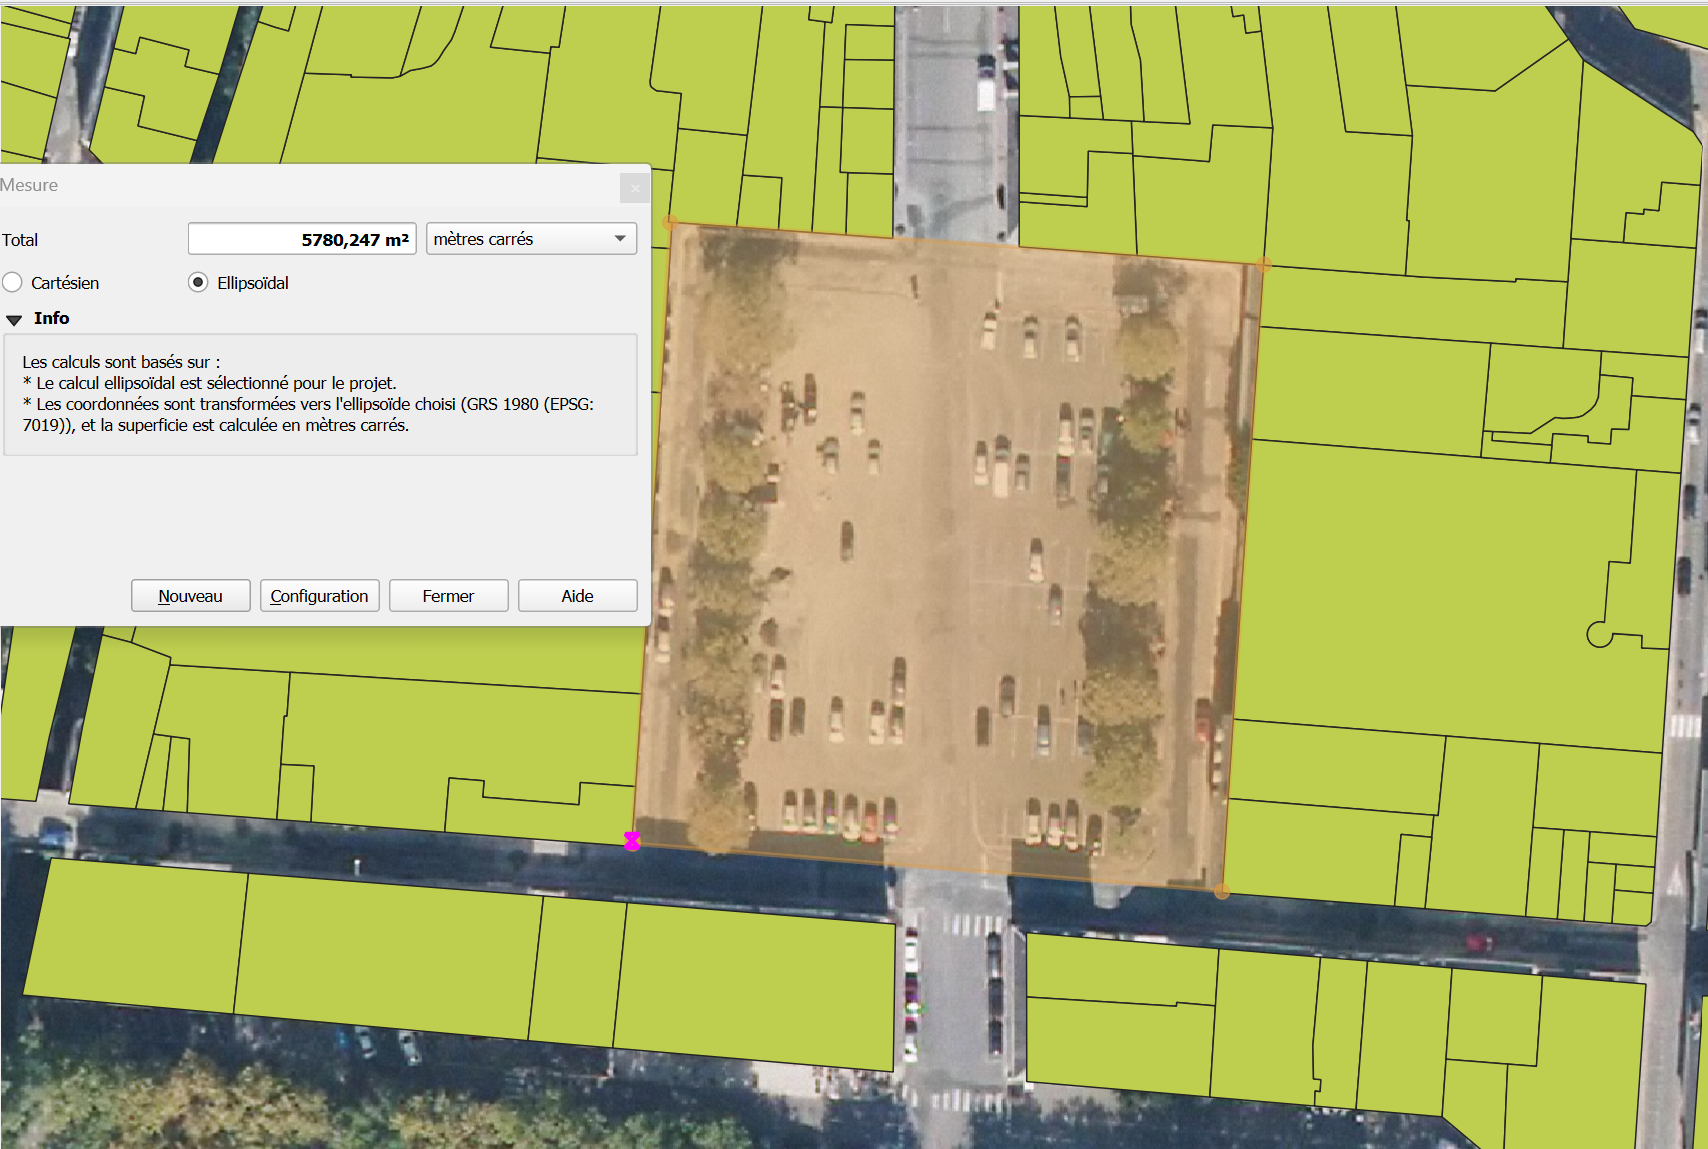 Mesure
Total
5780,247 m²
mètres carrés
Cartésien
Ellipsoïdal
Info
Les calculs sont basés sur :
* Le calcul ellipsoïdal est sélectionné pour le projet.
* Les coordonnées sont transformées vers l'ellipsoïde choisi (GRS 1980 (EPSG:
7019)), et la superficie est calculée en mètres carrés.
Nouveau
Configuration
Fermer
Aide